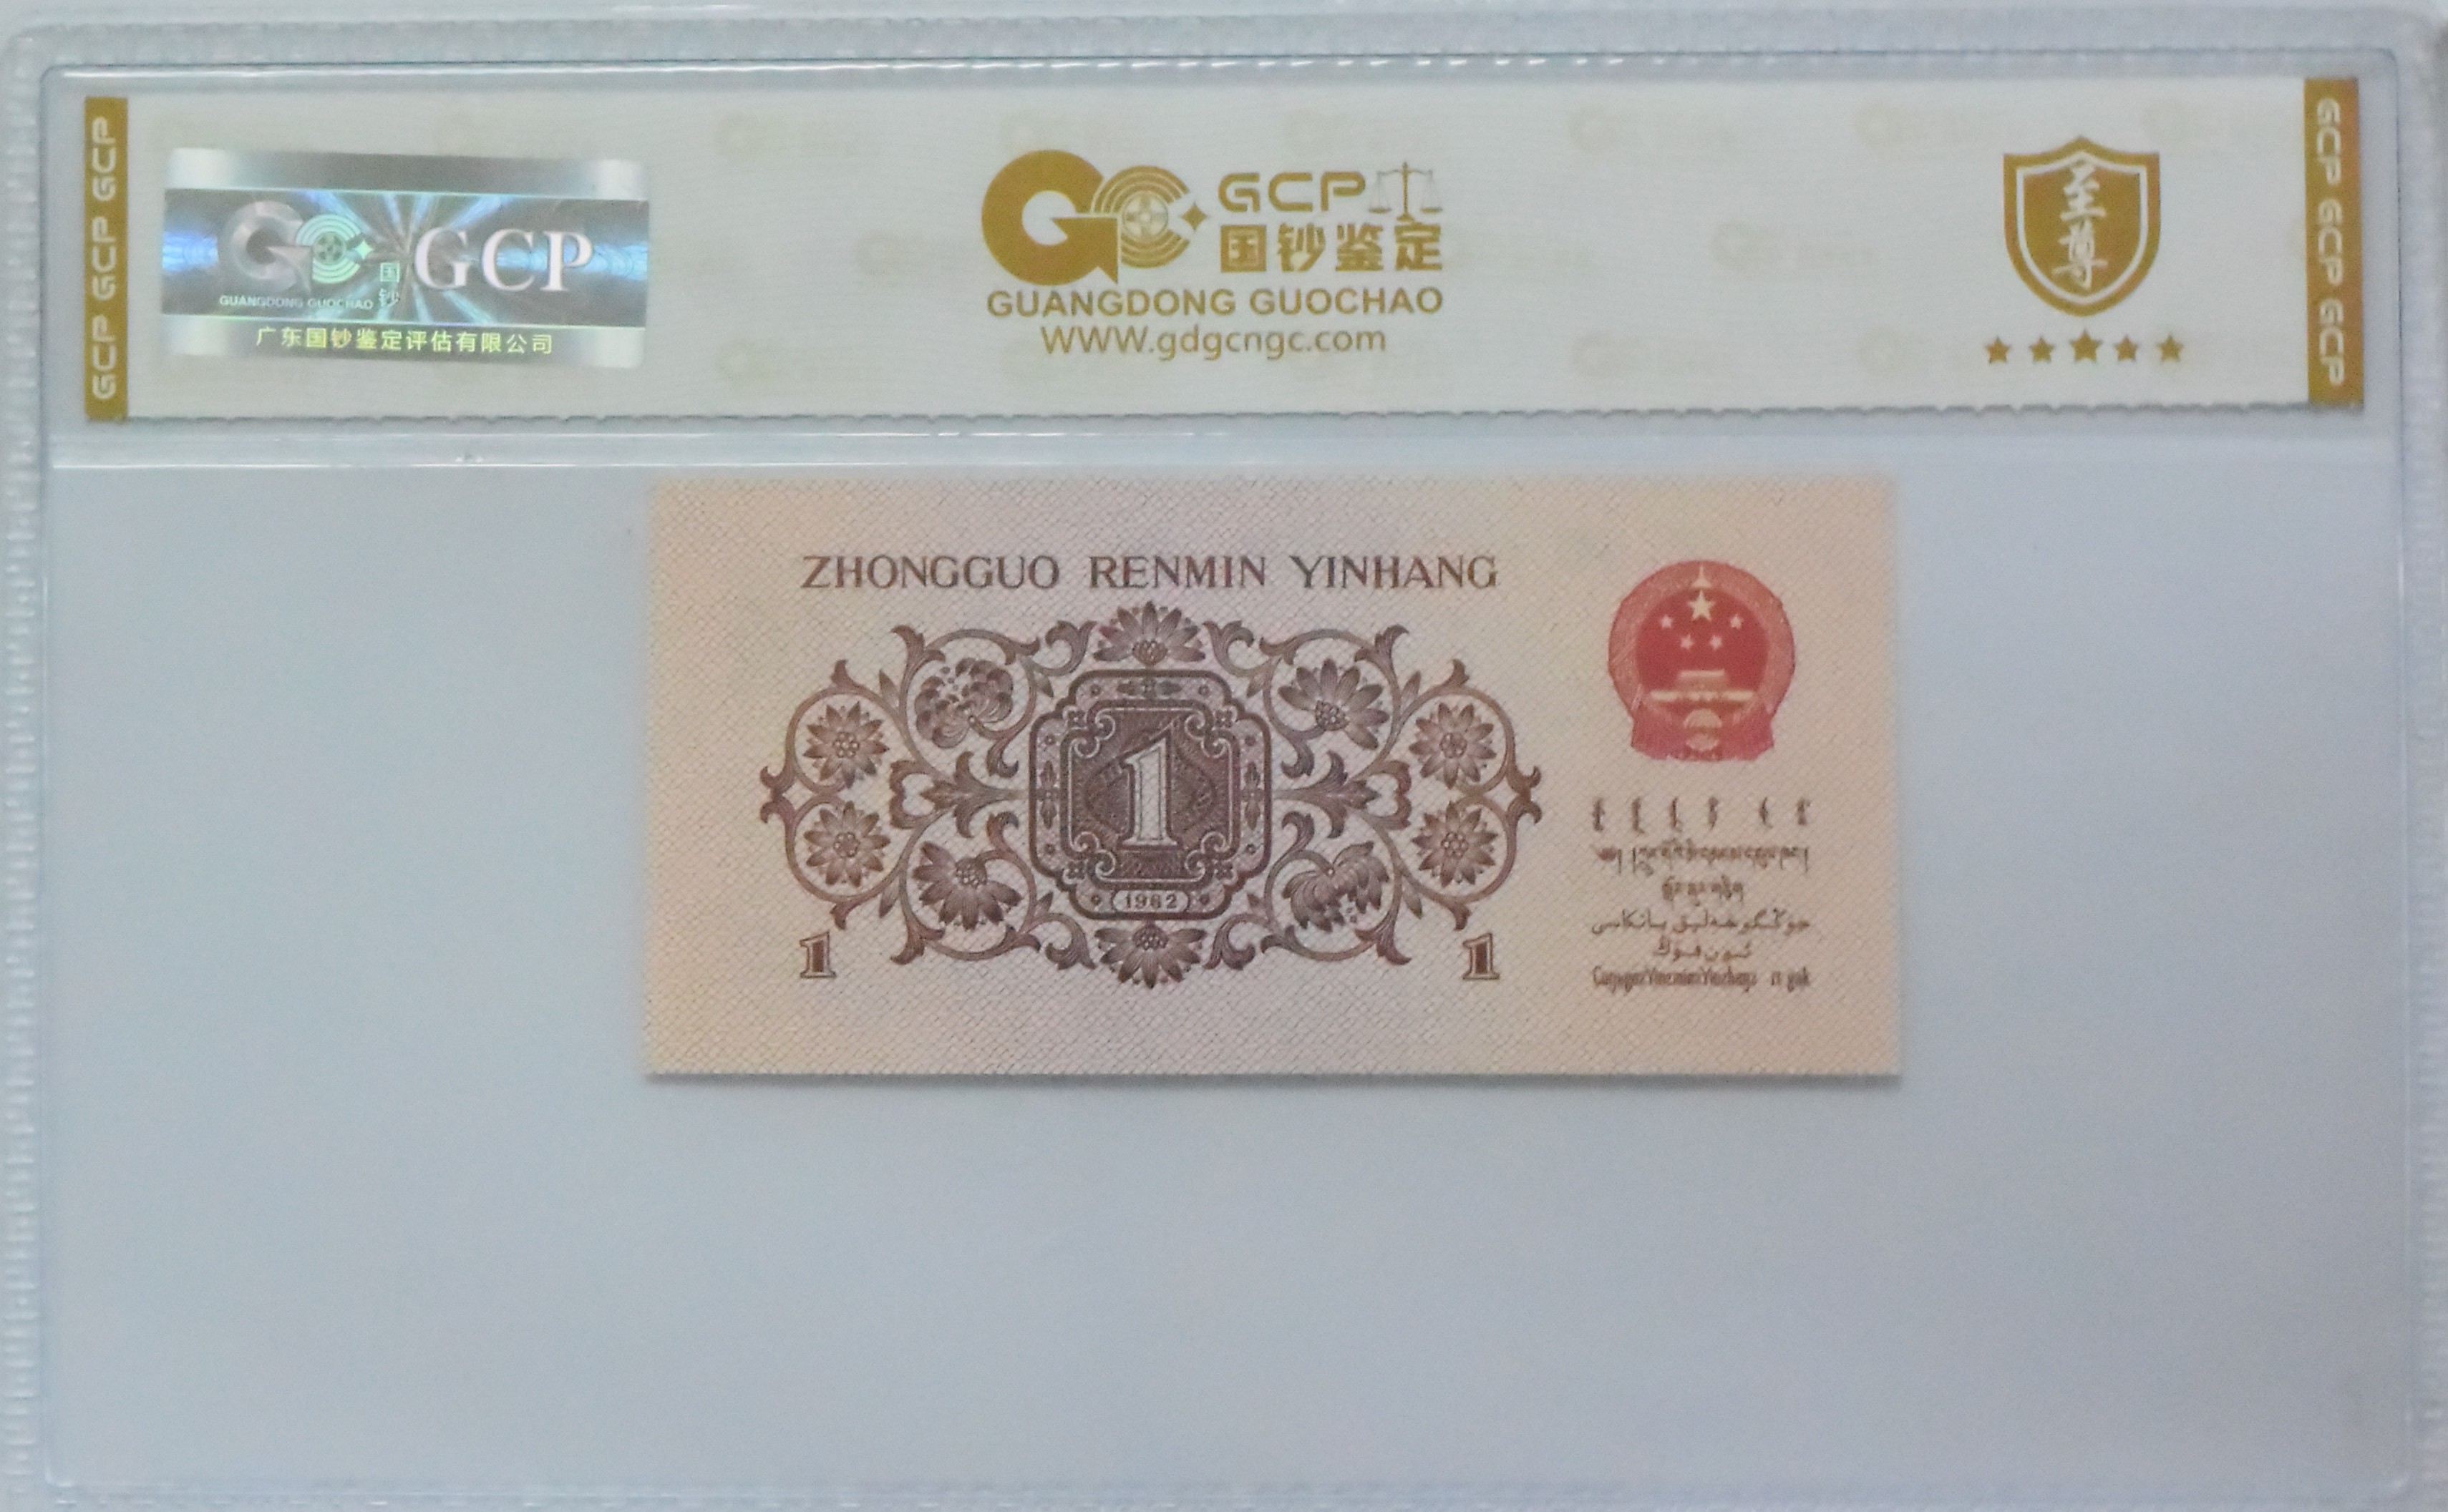 GCP GCP GCP
GUANGDONG GUOCHAO
国钞
GCP
广东国钞鉴定评估有限公司
GCP
国钞鉴定
GUANGDONG GUOCHAO
WWW.gdgcngc.com
至尊
GCP GCP GCP
ZHONGGUO RENMIN YINHANG
1
1962
1
1